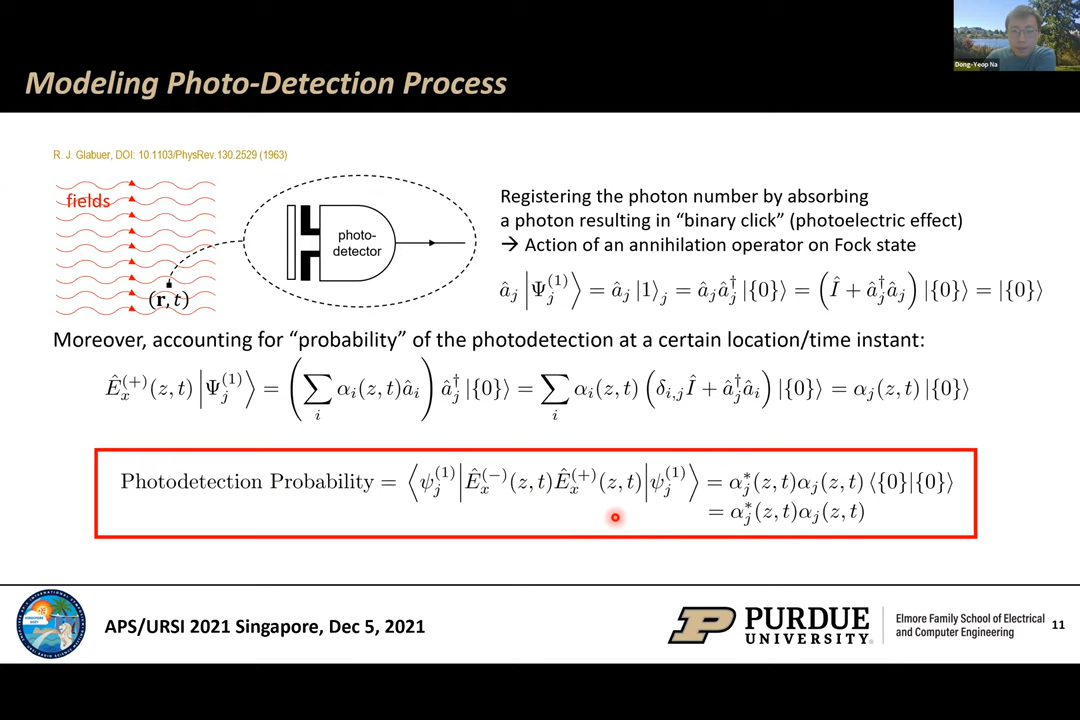 Dong-Yeop Na
Modeling Photo-Detection Process
R. J. Glabuer, DOI: 10.1103/PhysRev.130.2529 (1963)
fields
(r, t)
photo-
detector
Registering the photon number by absorbing
a photon resulting in “binary click” (photoelectric effect)
→ Action of an annihilation operator on Fock state
â_j |Ψ_j^(1)⟩ = â_j |1⟩_j = â_j â_j^† |{0}⟩ = (Î + â_j^† â_j) |{0}⟩ = |{0}⟩
Moreover, accounting for “probability” of the photodetection at a certain location/time instant:
Ê_x^(+)(z, t) |Ψ_j^(1)⟩ = (∑_i α_i(z, t)â_i) â_j^† |{0}⟩ = ∑_i α_i(z, t) (δ_{i,j} Î + â_j^† â_i) |{0}⟩ = α_j(z, t) |{0}⟩
Photodetection Probability = ⟨ψ_j^(1)| Ê_x^(−)(z, t)Ê_x^(+)(z, t) |ψ_j^(1)⟩ = α_j^*(z, t)α_j(z, t) ⟨{0}|{0}⟩
= α_j^*(z, t)α_j(z, t)
APS/URSI 2021 Singapore, Dec 5, 2021
PURDUE
UNIVERSITY®
Elmore Family School of Electrical
and Computer Engineering
11